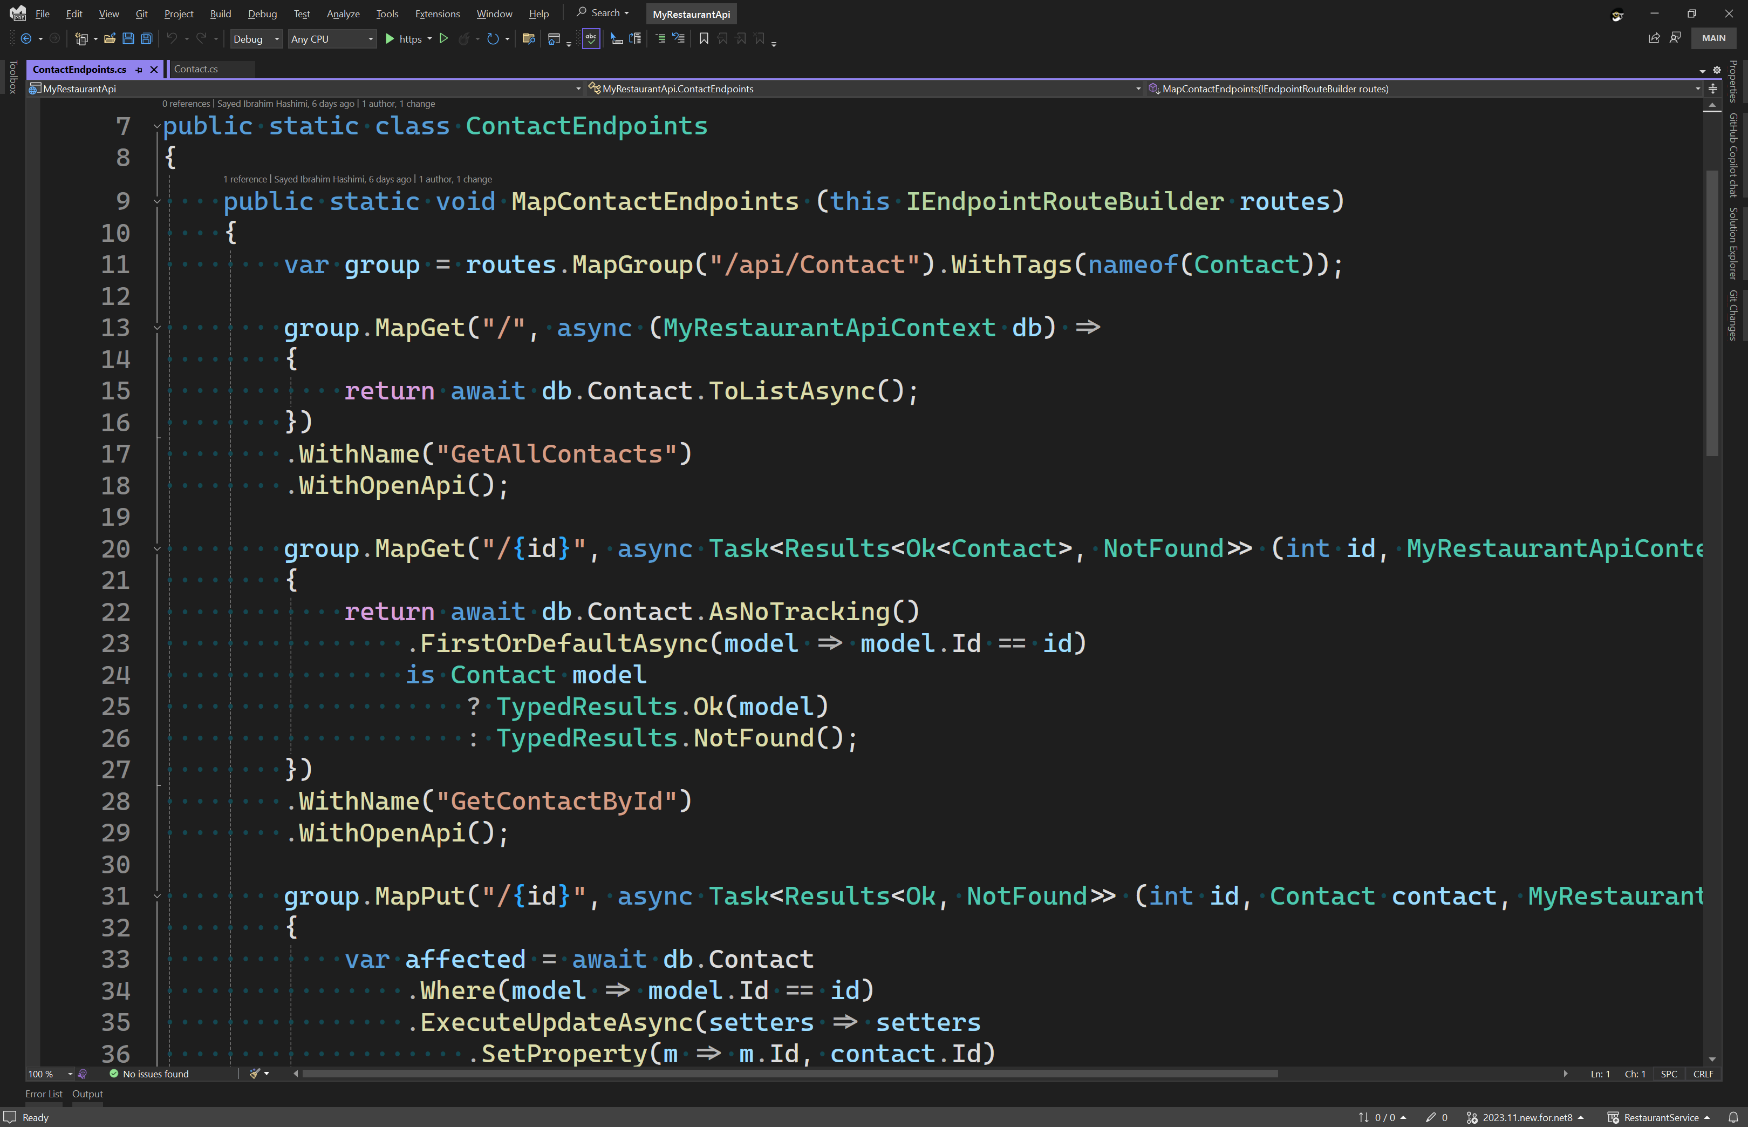 File Edit View Git Project Build Debug Test Analyze Tools Extensions Window Help Search MyRestaurantApi
Debug Any CPU https MAIN
ContactEndpoints.cs Contact.cs
MyRestaurantApi MyRestaurantApi.ContactEndpoints MapContactEndpoints(IEndpointRouteBuilder routes)
Toolbox
Properties
GitHub Copilot chat
Solution Explorer
Git Changes
0 references | Sayed Ibrahim Hashimi, 6 days ago | 1 author, 1 change
7 public static class ContactEndpoints
8 {
1 reference | Sayed Ibrahim Hashimi, 6 days ago | 1 author, 1 change
9 public static void MapContactEndpoints (this IEndpointRouteBuilder routes)
10 {
11 var group = routes.MapGroup("/api/Contact").WithTags(nameof(Contact));
12
13 group.MapGet("/", async (MyRestaurantApiContext db) =>
14 {
15 return await db.Contact.ToListAsync();
16 })
17 .WithName("GetAllContacts")
18 .WithOpenApi();
19
20 group.MapGet("/{id}", async Task<Results<Ok<Contact>, NotFound>> (int id, MyRestaurantApiConte
21 {
22 return await db.Contact.AsNoTracking()
23 .FirstOrDefaultAsync(model => model.Id == id)
24 is Contact model
25 ? TypedResults.Ok(model)
26 : TypedResults.NotFound();
27 })
28 .WithName("GetContactById")
29 .WithOpenApi();
30
31 group.MapPut("/{id}", async Task<Results<Ok, NotFound>> (int id, Contact contact, MyRestaurant
32 {
33 var affected = await db.Contact
34 .Where(model => model.Id == id)
35 .ExecuteUpdateAsync(setters => setters
36 .SetProperty(m => m.Id, contact.Id)
100 % No issues found Ln: 1 Ch: 1 SPC CRLF
Error List Output
Ready 0 / 0 0 2023.11.new.for.net8 RestaurantService